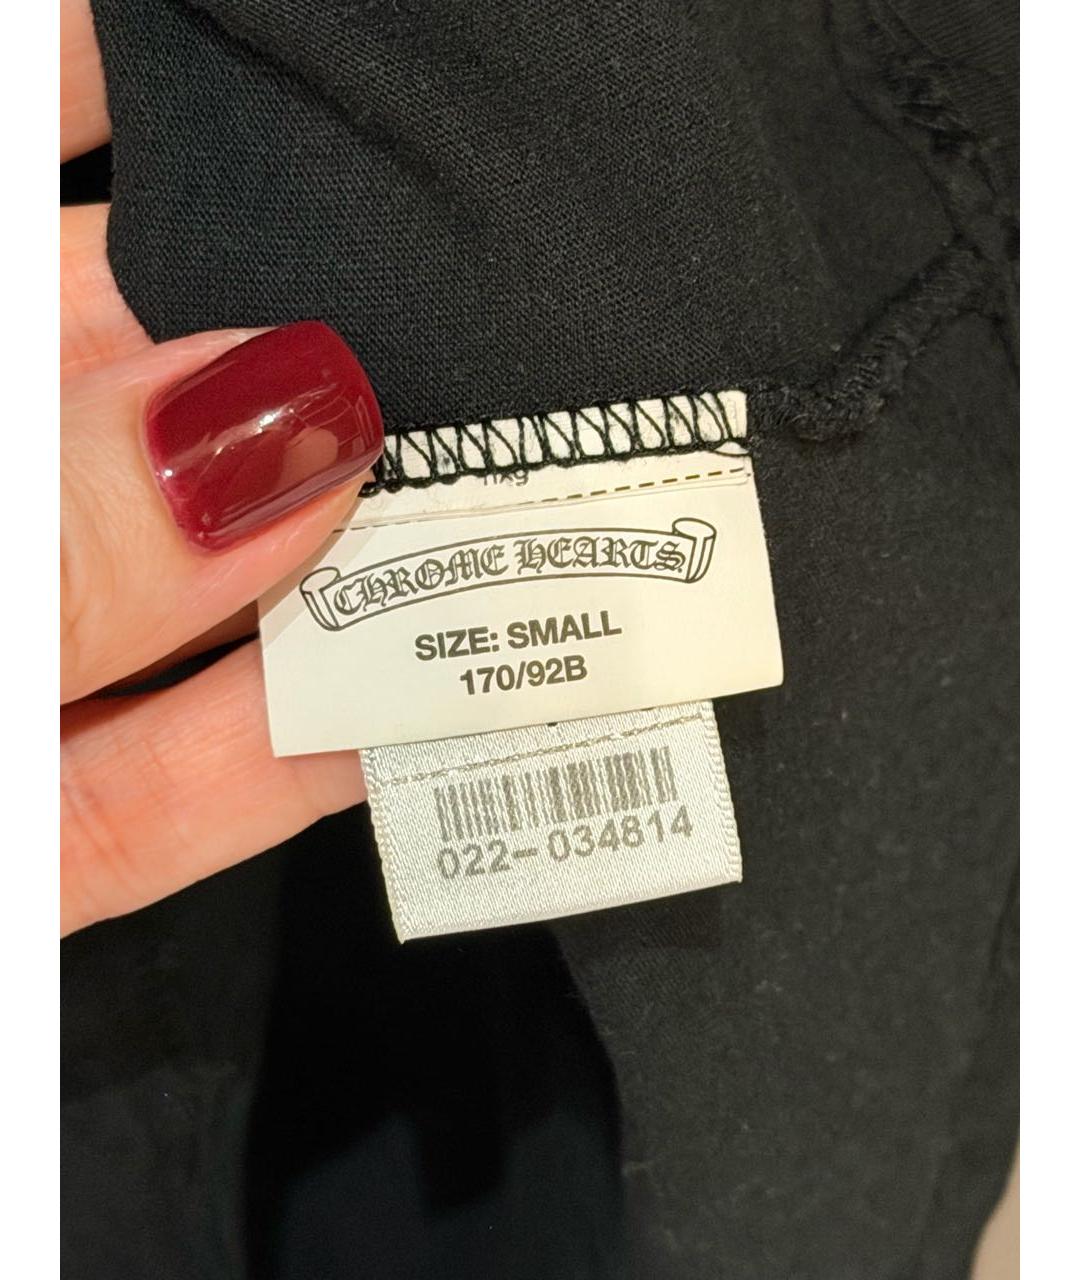 CHROME HEARTS
SIZE: SMALL
170/92B
022-034814